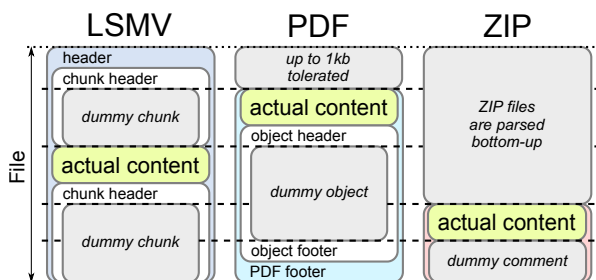 LSMV
PDF
ZIP
File
header
chunk header
dummy chunk
actual content
chunk header
dummy chunk
up to 1kb
tolerated
actual content
object header
dummy object
object footer
PDF footer
ZIP files
are parsed
bottom-up
actual content
dummy comment